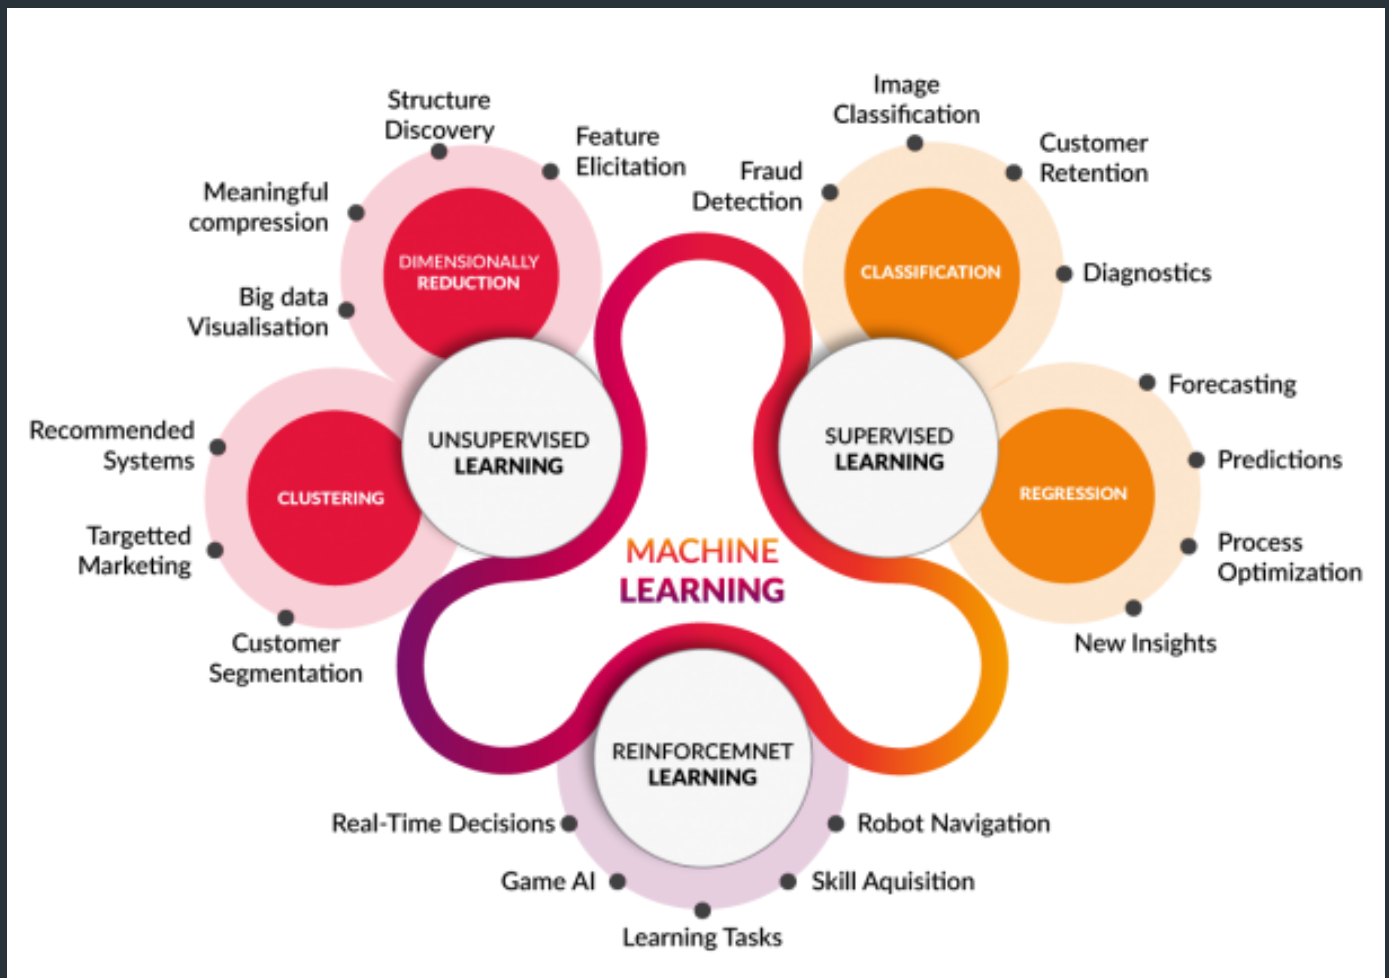 Structure
Discovery
Feature
Elicitation
Meaningful
compression
Big data
Visualisation
DIMENSIONALLY
REDUCTION
Recommended
Systems
Targetted
Marketing
Customer
Segmentation
CLUSTERING
UNSUPERVISED
LEARNING
Image
Classification
Fraud
Detection
Customer
Retention
Diagnostics
CLASSIFICATION
SUPERVISED
LEARNING
Forecasting
Predictions
Process
Optimization
New Insights
REGRESSION
MACHINE
LEARNING
REINFORCEMNET
LEARNING
Real-Time Decisions
Game AI
Learning Tasks
Skill Aquisition
Robot Navigation